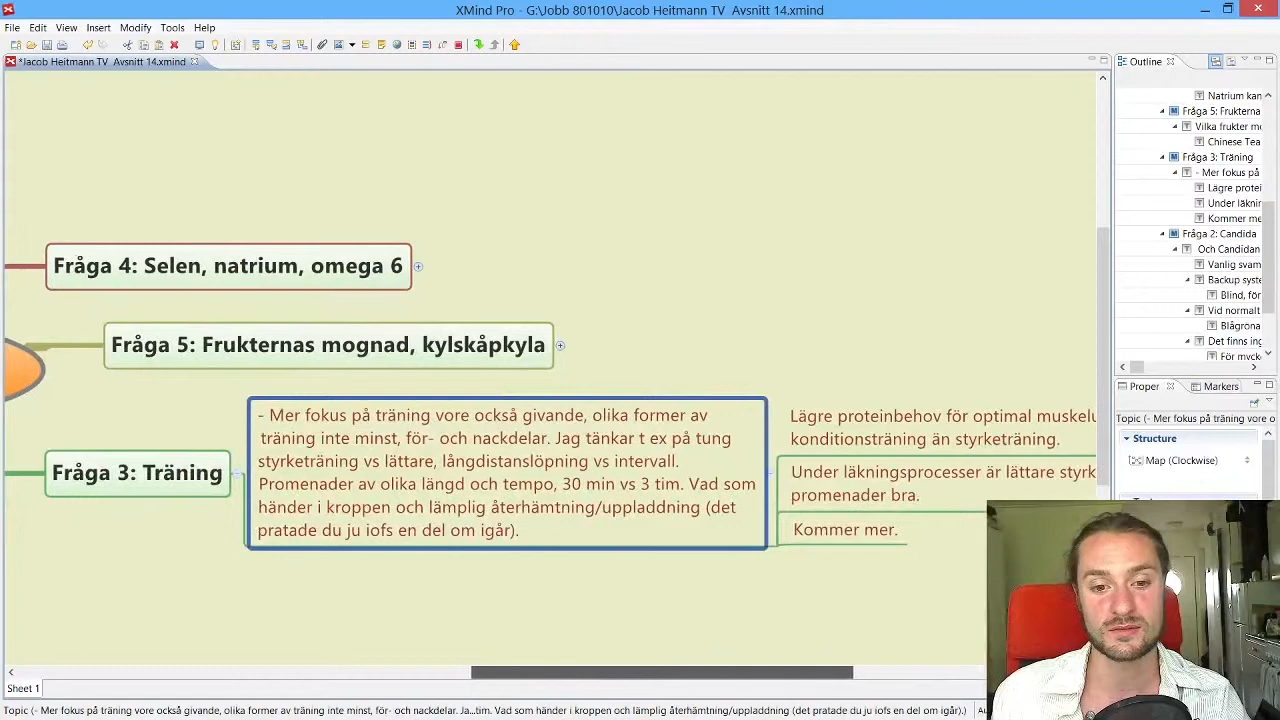 XMind Pro - G:\Jobb 801010\Jacob Heitmann TV  Avsnitt 14.xmind
File Edit View Insert Modify Tools Help
*Jacob Heitmann TV  Avsnitt 14.xmind
Outline
Natrium kan
Fråga 5: Frukterna
Vilka frukter mo
Chinese Tea
Fråga 3: Träning
- Mer fokus på
Lägre protei
Under läknin
Kommer me
Fråga 2: Candida
Och Candidan
Vanlig svam
Backup syste
Blind, för
Vid normalt
Blågrona
Det finns ing
För myck
Proper
Markers
Topic (- Mer fokus på träning vore o
Structure
Map (Clockwise)
Fråga 4: Selen, natrium, omega 6
Fråga 5: Frukternas mognad, kylskåpkyla
Fråga 3: Träning
- Mer fokus på träning vore också givande, olika former av
träning inte minst, för- och nackdelar. Jag tänkar t ex på tung
styrketräning vs lättare, långdistanslöpning vs intervall.
Promenader av olika längd och tempo, 30 min vs 3 tim. Vad som
händer i kroppen och lämplig återhämtning/uppladdning (det
pratade du ju iofs en del om igår).
Lägre proteinbehov för optimal muskelu
konditionsträning än styrketräning.
Under läkningsprocesser är lättare styrk
promenader bra.
Kommer mer.
Sheet 1
Topic (- Mer fokus på träning vore också givande, olika former av träning inte minst, för- och nackdelar. Ja...tim. Vad som händer i kroppen och lämplig återhämtning/uppladdning (det pratade du ju iofs en del om igår).)